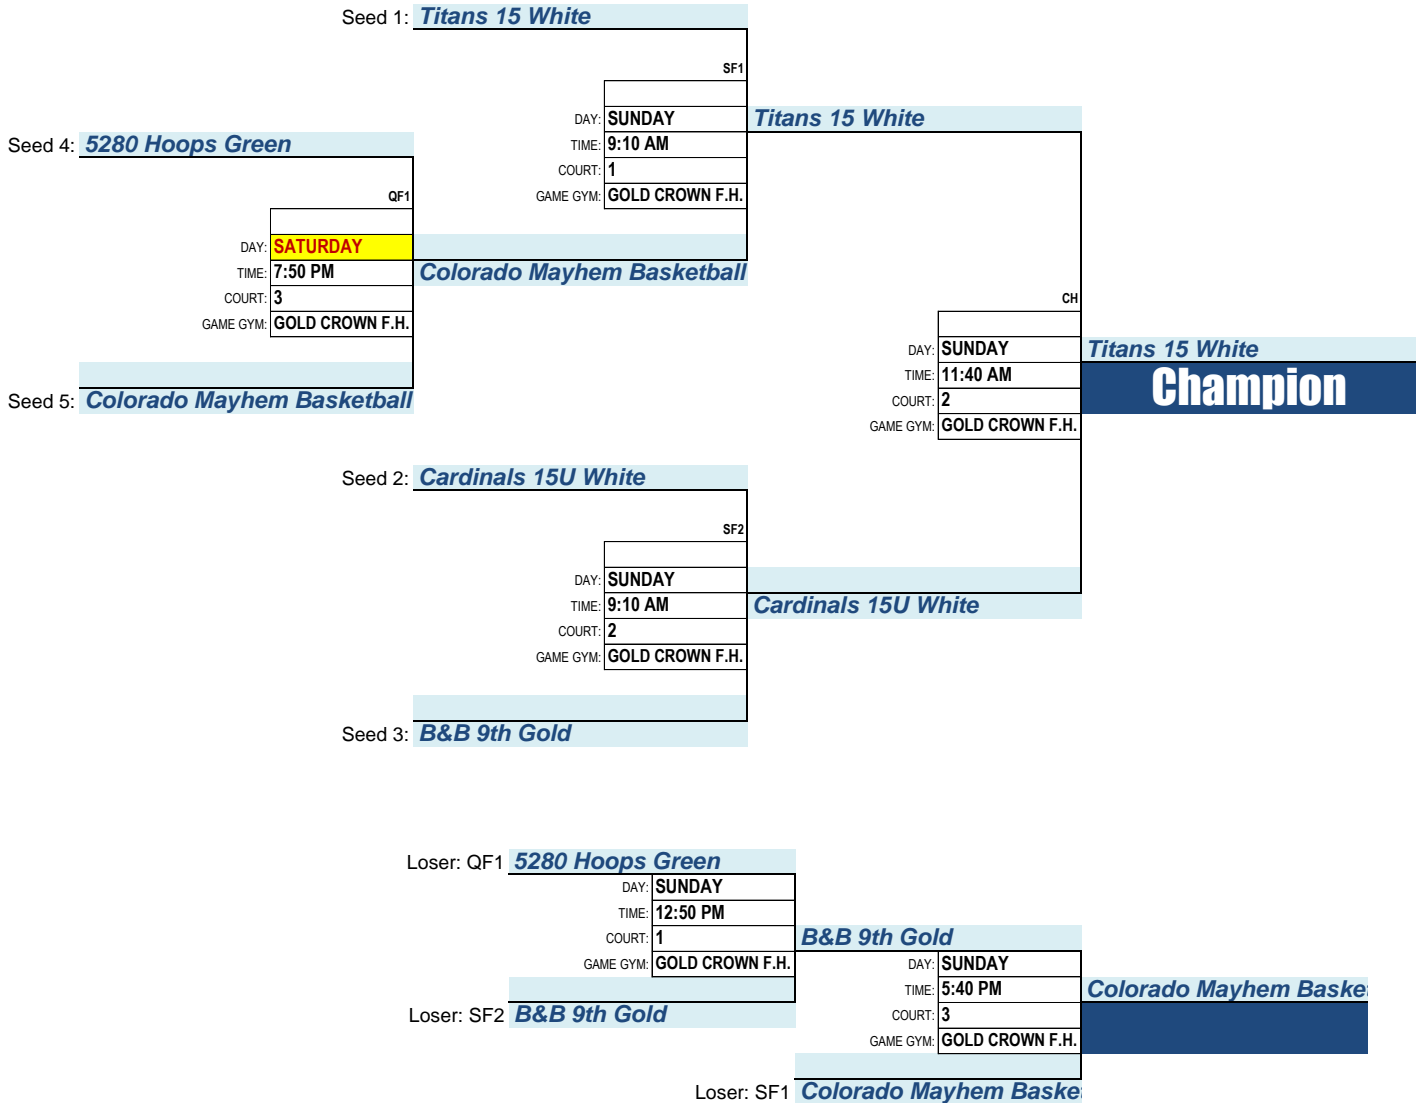 Seed 1: Titans 15 White
SF1
DAY: SUNDAY Titans 15 White
Seed 4: 5280 Hoops Green TIME: 9:10 AM
COURT: 1
QF1 GAME GYM: GOLD CROWN F.H.
DAY: SATURDAY
TIME: 7:50 PM Colorado Mayhem Basketball
COURT: 3 CH
GAME GYM: GOLD CROWN F.H.
DAY: SUNDAY Titans 15 White
TIME: 11:40 AM Champion
Seed 5: Colorado Mayhem Basketball COURT: 2
GAME GYM: GOLD CROWN F.H.
Seed 2: Cardinals 15U White
SF2
DAY: SUNDAY
TIME: 9:10 AM Cardinals 15U White
COURT: 2
GAME GYM: GOLD CROWN F.H.
Seed 3: B&B 9th Gold
Loser: QF1 5280 Hoops Green
DAY: SUNDAY
TIME: 12:50 PM
COURT: 1 B&B 9th Gold
GAME GYM: GOLD CROWN F.H. DAY: SUNDAY
TIME: 5:40 PM Colorado Mayhem Basket
Loser: SF2 B&B 9th Gold COURT: 3
GAME GYM: GOLD CROWN F.H.
Loser: SF1 Colorado Mayhem Basket